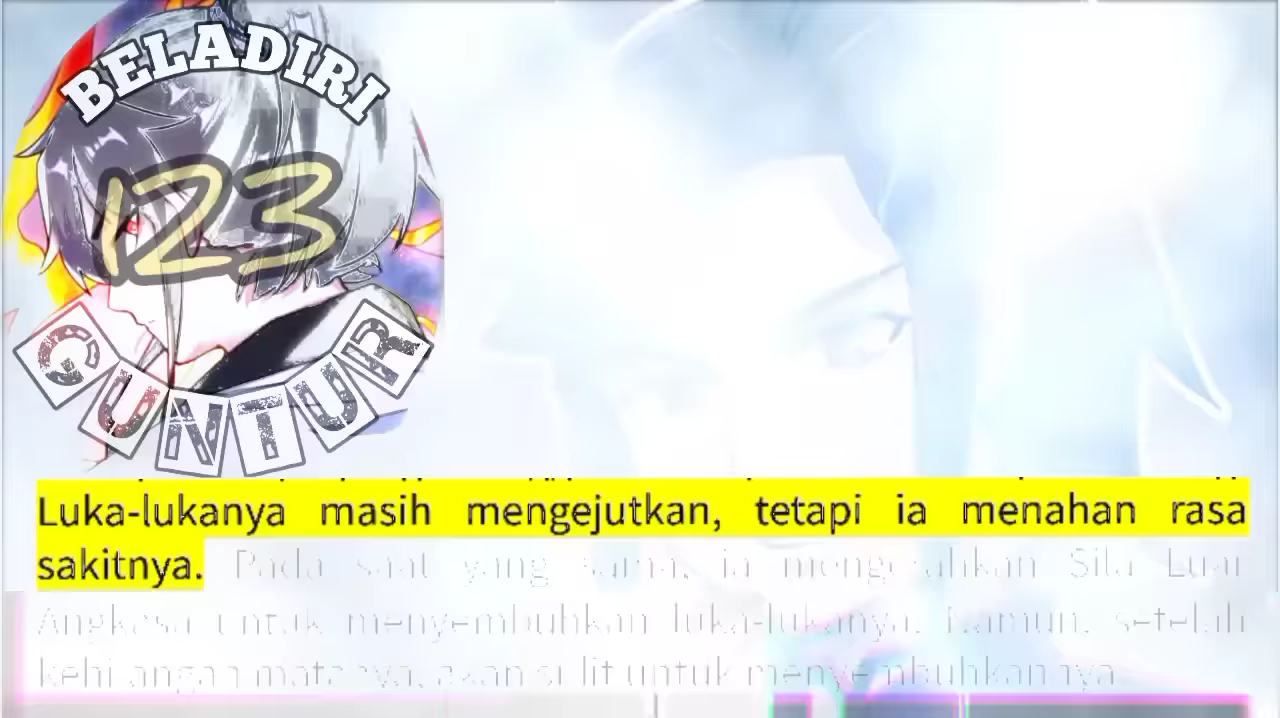 BELADIRI
123
GUNTUR
Luka-lukanya masih mengejutkan, tetapi ia menahan rasa
sakitnya. Pada saat yang sama, ia mengerahkan Sila Luar
Angkasa untuk menyembuhkan luka-lukanya. Namun, setelah
kehilangan matanya, akan sulit untuk menyembuhkannya.